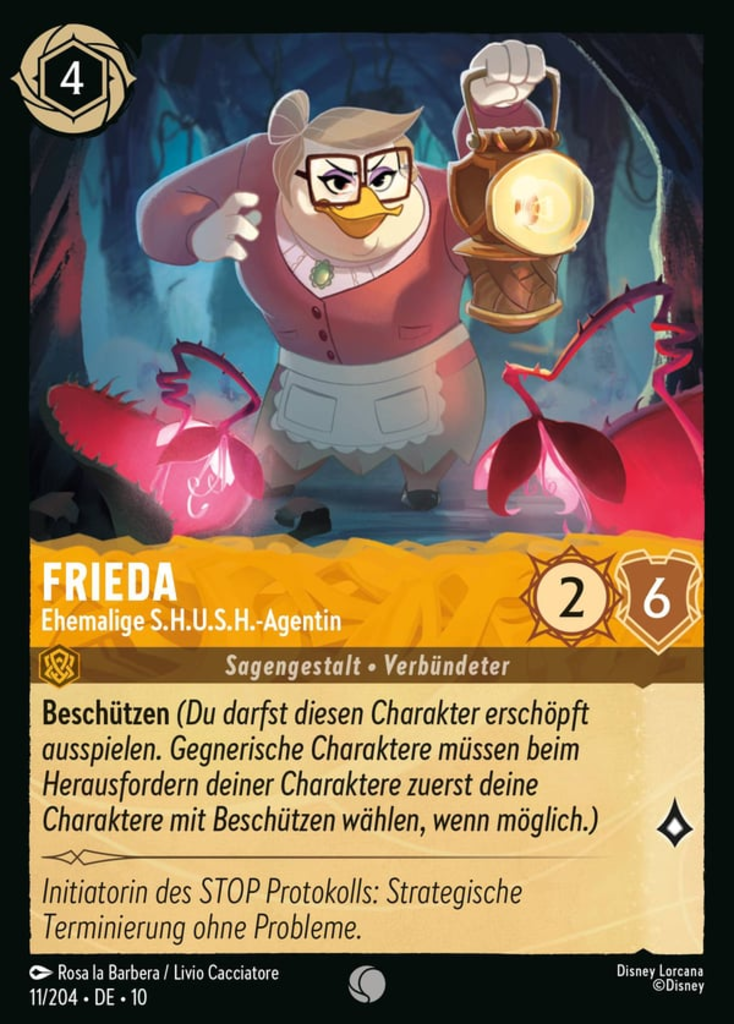 4
FRIEDA
Ehemalige S.H.U.S.H.-Agentin
2
6
Sagengestalt • Verbündeter
Beschützen (Du darfst diesen Charakter erschöpft
ausspielen. Gegnerische Charaktere müssen beim
Herausfordern deiner Charaktere zuerst deine
Charaktere mit Beschützen wählen, wenn möglich.)
Initiatorin des STOP Protokolls: Strategische
Terminierung ohne Probleme.
Rosa la Barbera / Livio Cacciatore
11/204 • DE • 10
Disney Lorcana
©Disney